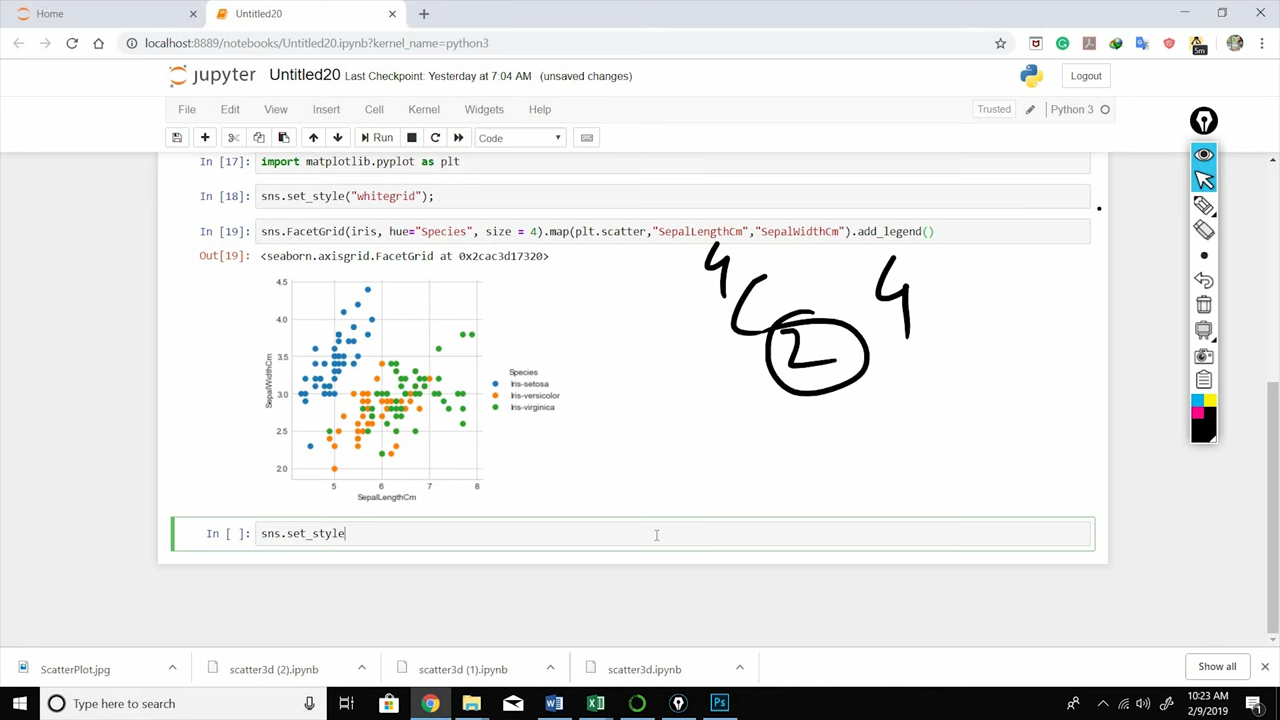 Home
Untitled20
localhost:8889/notebooks/Untitled20.ipynb?kernel_name=python3
5m
jupyter Untitled20 Last Checkpoint: Yesterday at 7:04 AM (unsaved changes)
Logout
File Edit View Insert Cell Kernel Widgets Help
Trusted Python 3
Run Code
In [17]: import matplotlib.pyplot as plt
In [18]: sns.set_style("whitegrid");
In [19]: sns.FacetGrid(iris, hue="Species", size = 4).map(plt.scatter,"SepalLengthCm","SepalWidthCm").add_legend()
Out[19]: <seaborn.axisgrid.FacetGrid at 0x2cac3d17320>
4 C 2 4
4.5
4.0
3.5
3.0
2.5
2.0
SepalWidthCm
Species
Iris-setosa
Iris-versicolor
Iris-virginica
5 6 7 8
SepalLengthCm
In [ ]: sns.set_style
ScatterPlot.jpg scatter3d (2).ipynb scatter3d (1).ipynb scatter3d.ipynb Show all
Type here to search
10:23 AM
2/9/2019
1